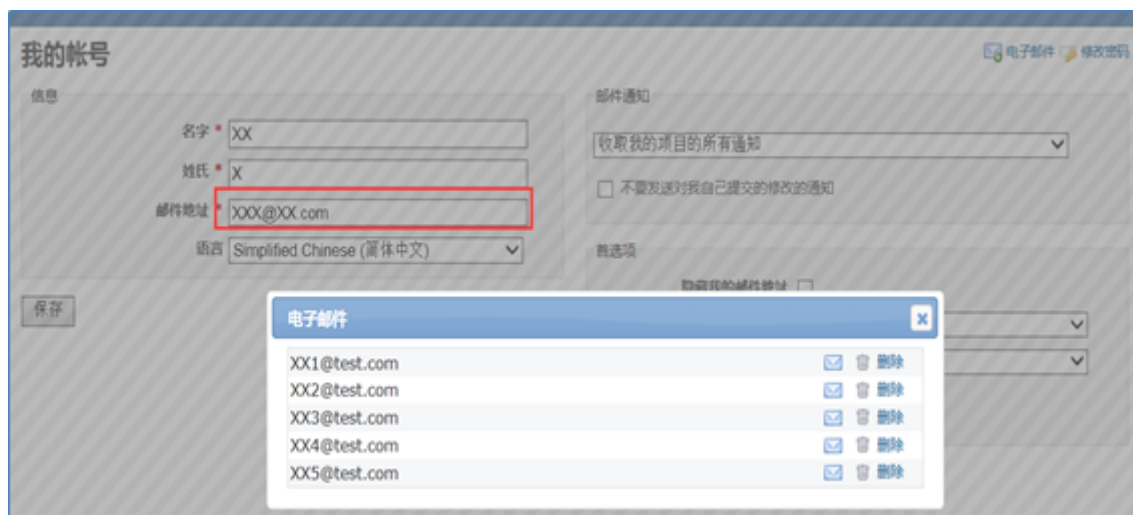 我的帐号
电子邮件 修改密码
信息
名字 * XX
姓氏 * X
邮件地址 * XXX@XX.com
语言 Simplified Chinese (简体中文)
保存
邮件通知
收取我的项目的所有通知
不要发送对我自己提交的修改的通知
首选项
隐藏我的邮件地址
电子邮件
XX1@test.com 删除
XX2@test.com 删除
XX3@test.com 删除
XX4@test.com 删除
XX5@test.com 删除